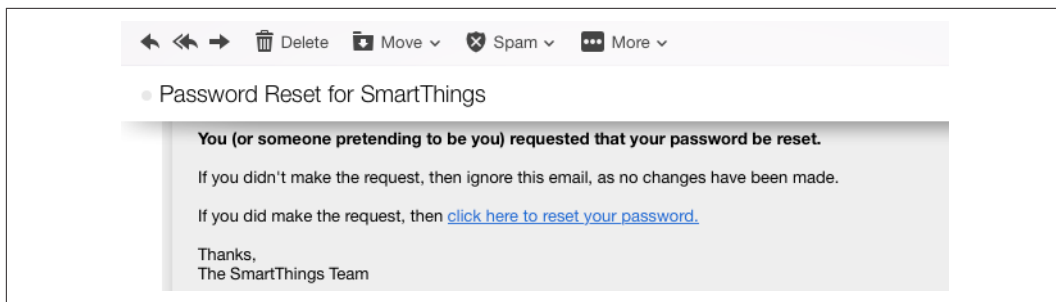 Delete Move Spam More
Password Reset for SmartThings
You (or someone pretending to be you) requested that your password be reset.
If you didn't make the request, then ignore this email, as no changes have been made.
If you did make the request, then click here to reset your password.
Thanks,
The SmartThings Team